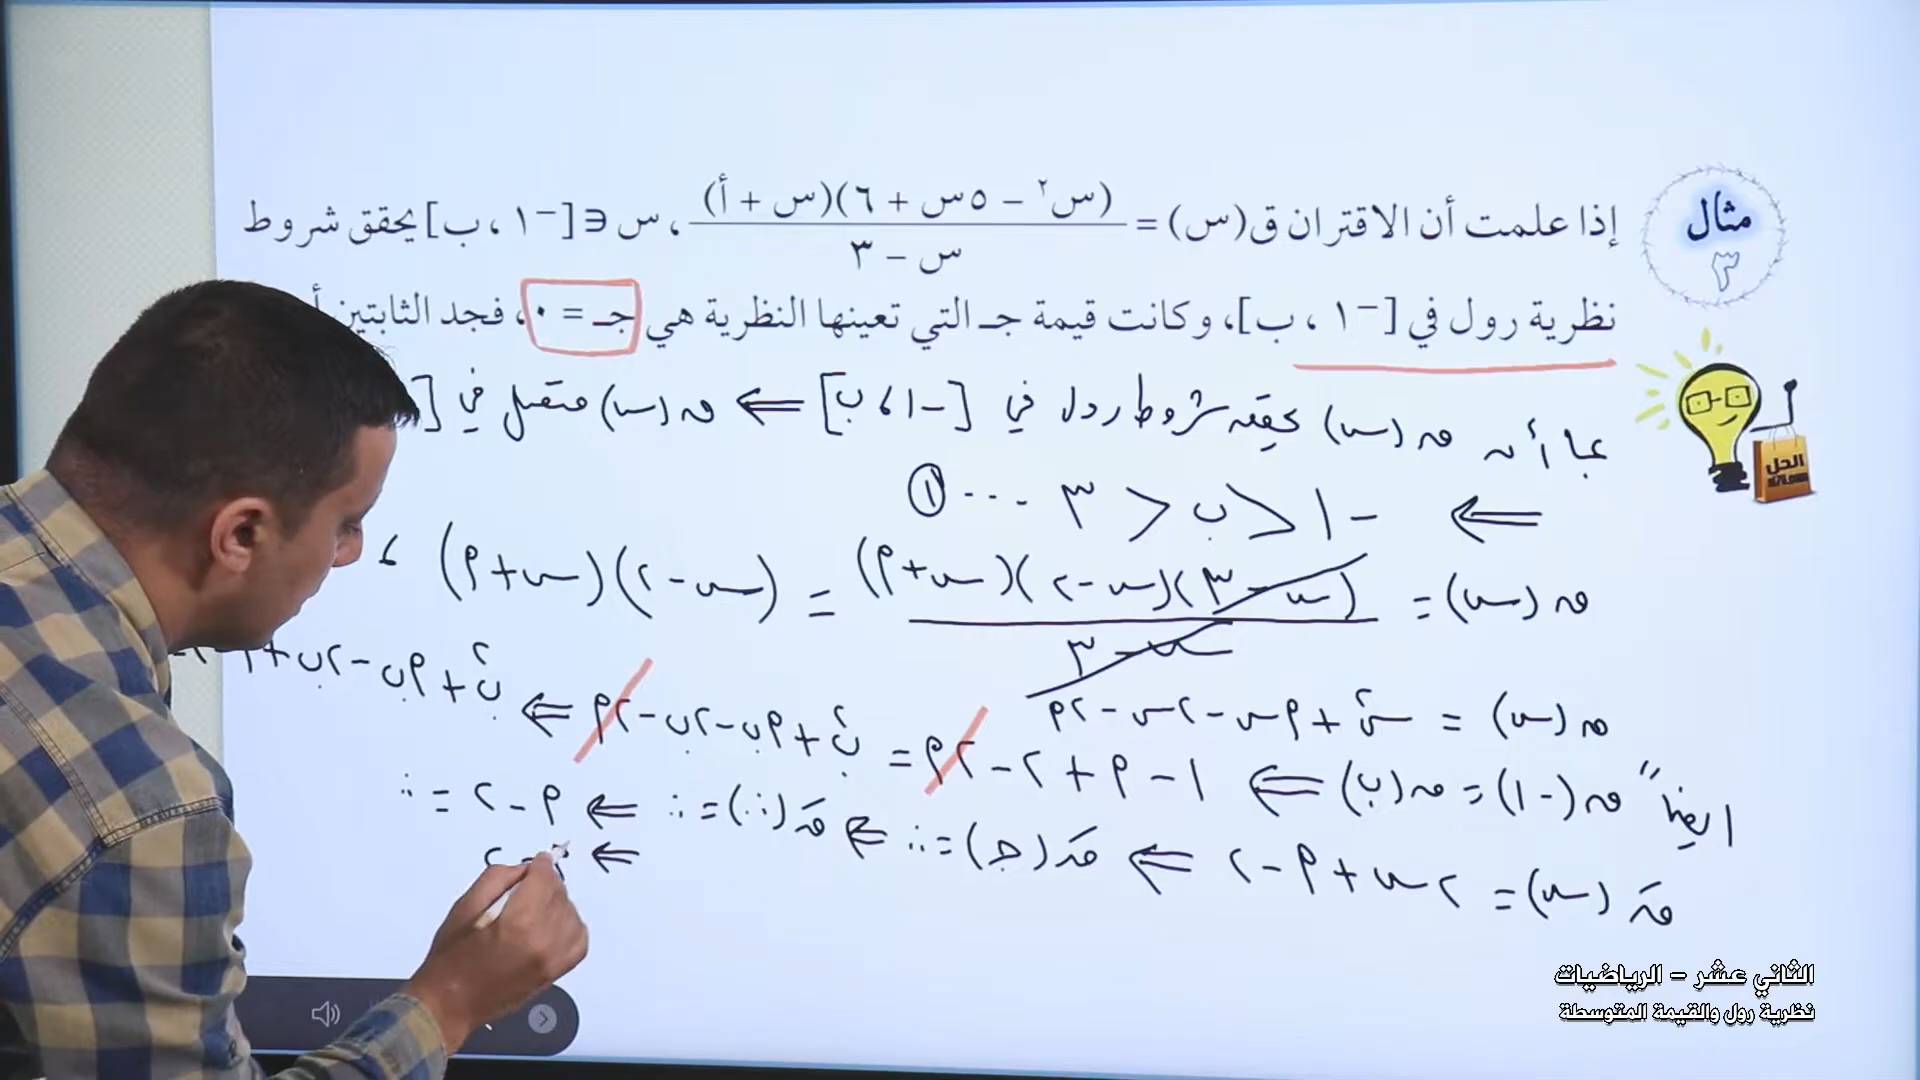 مثال ٣
إذا علمت أن الاقتران ق(س) = (س٢ – ٥س + ٦)(س + أ) / س – ٣ ، س ∈ [–١ ، ب] يحقق شروط
نظرية رول في [–١ ، ب]، وكانت قيمة جـ التي تعينها النظرية هي جـ = ٠، فجد الثابتين أ
الحل
بما أن ق(س) يحقق شروط رول في [–١ ، ب] ⇐ ق(س) متصل في [
⇐ –١ < ب < ٣ ... ①
ق(س) = (س – ٣)(س – ٢)(س + أ) / س – ٣ = (س – ٢)(س + أ) ،
ق(س) = س٢ + أس – ٢س – ٢أ
ايضاً ق(–١) = ق(ب) ⇐ ١ – أ + ٢ – ٢أ = ب٢ + أب – ٢ب – ٢أ ⇐ ب٢ + أب – ٢ب + أ
قَ(س) = ٢س + أ – ٢ ⇐ قَ(جـ) = ٠ ⇐ قَ(٠) = ٠ ⇐ أ – ٢ = ٠
⇐ أ = ٢
الثاني عشر – الرياضيات
نظرية رول والقيمة المتوسطة